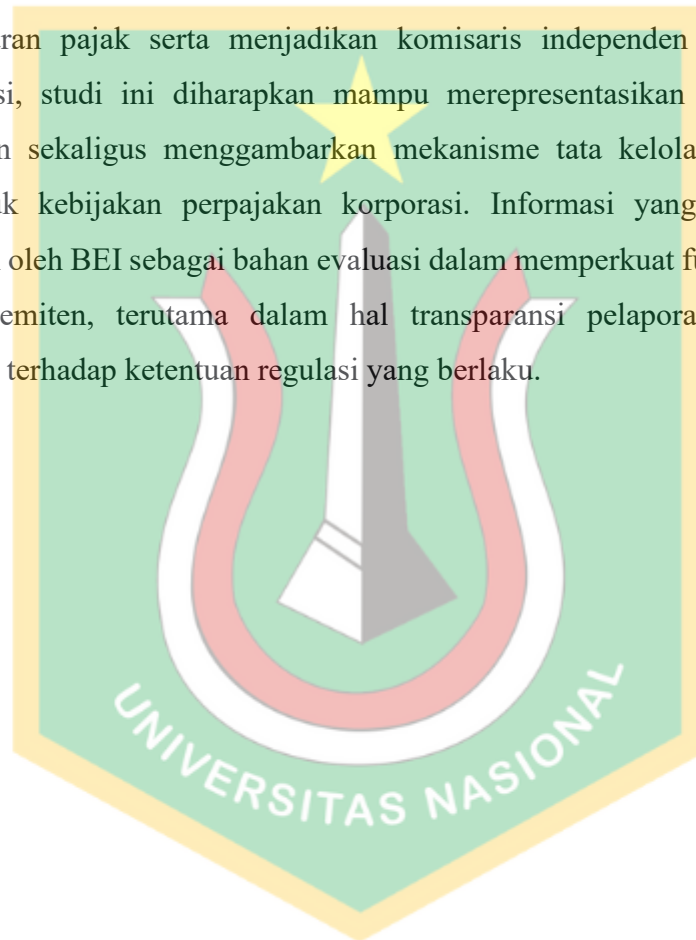 ran pajak serta menjadikan komisaris independen
si, studi ini diharapkan mampu merepresentasikan
n sekaligus menggambarkan mekanisme tata kelola
uk kebijakan perpajakan korporasi. Informasi yang
oleh BEI sebagai bahan evaluasi dalam memperkuat fu
emiten, terutama dalam hal transparansi pelapora
terhadap ketentuan regulasi yang berlaku.
UNIVERSITAS NASIONAL